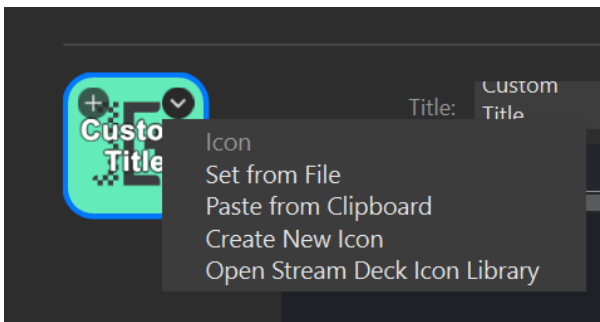 Custom
Title
Title:
Custom
Title
Icon
Set from File
Paste from Clipboard
Create New Icon
Open Stream Deck Icon Library